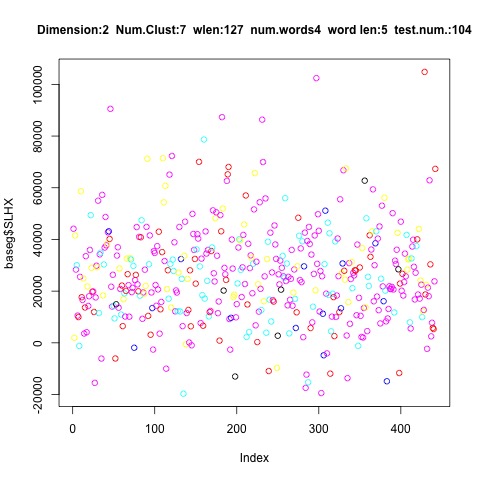 Dimension:2  Num.Clust:7  wlen:127  num.words4  word len:5  test.num.:104
baseg$SLHX
100000
80000
60000
40000
20000
0
-20000
0 100 200 300 400
Index